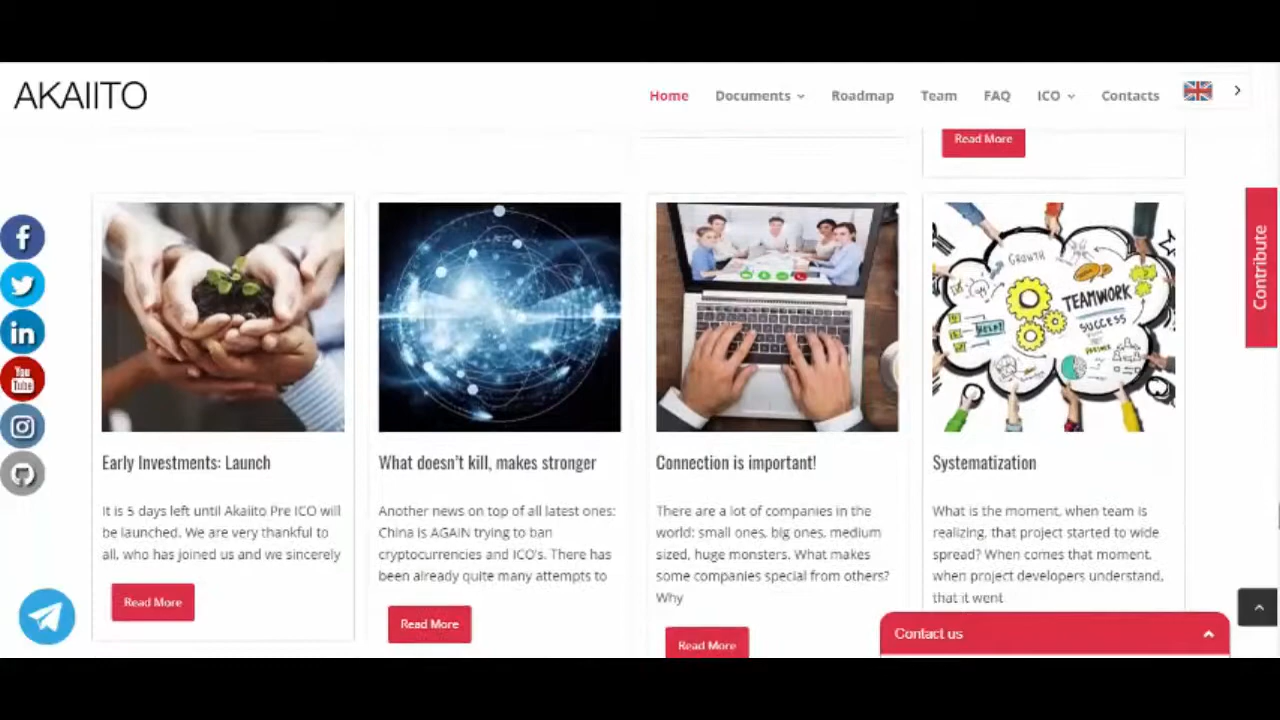 AKAIITO
Home
Documents
Roadmap
Team
FAQ
ICO
Contacts
Read More
Contribute
You
Tube
GROWTH
TEAMWORK
SUCCESS
HELP!
PARTNER
Early Investments: Launch
It is 5 days left until Akaiito Pre ICO will
be launched. We are very thankful to
all, who has joined us and we sincerely
Read More
What doesn't kill, makes stronger
Another news on top of all latest ones:
China is AGAIN trying to ban
cryptocurrencies and ICO's. There has
been already quite many attempts to
Read More
Connection is important!
There are a lot of companies in the
world: small ones, big ones, medium
sized, huge monsters. What makes
some companies special from others?
Why
Read More
Systematization
What is the moment, when team is
realizing, that project started to wide
spread? When comes that moment,
when project developers understand,
that it went
Contact us